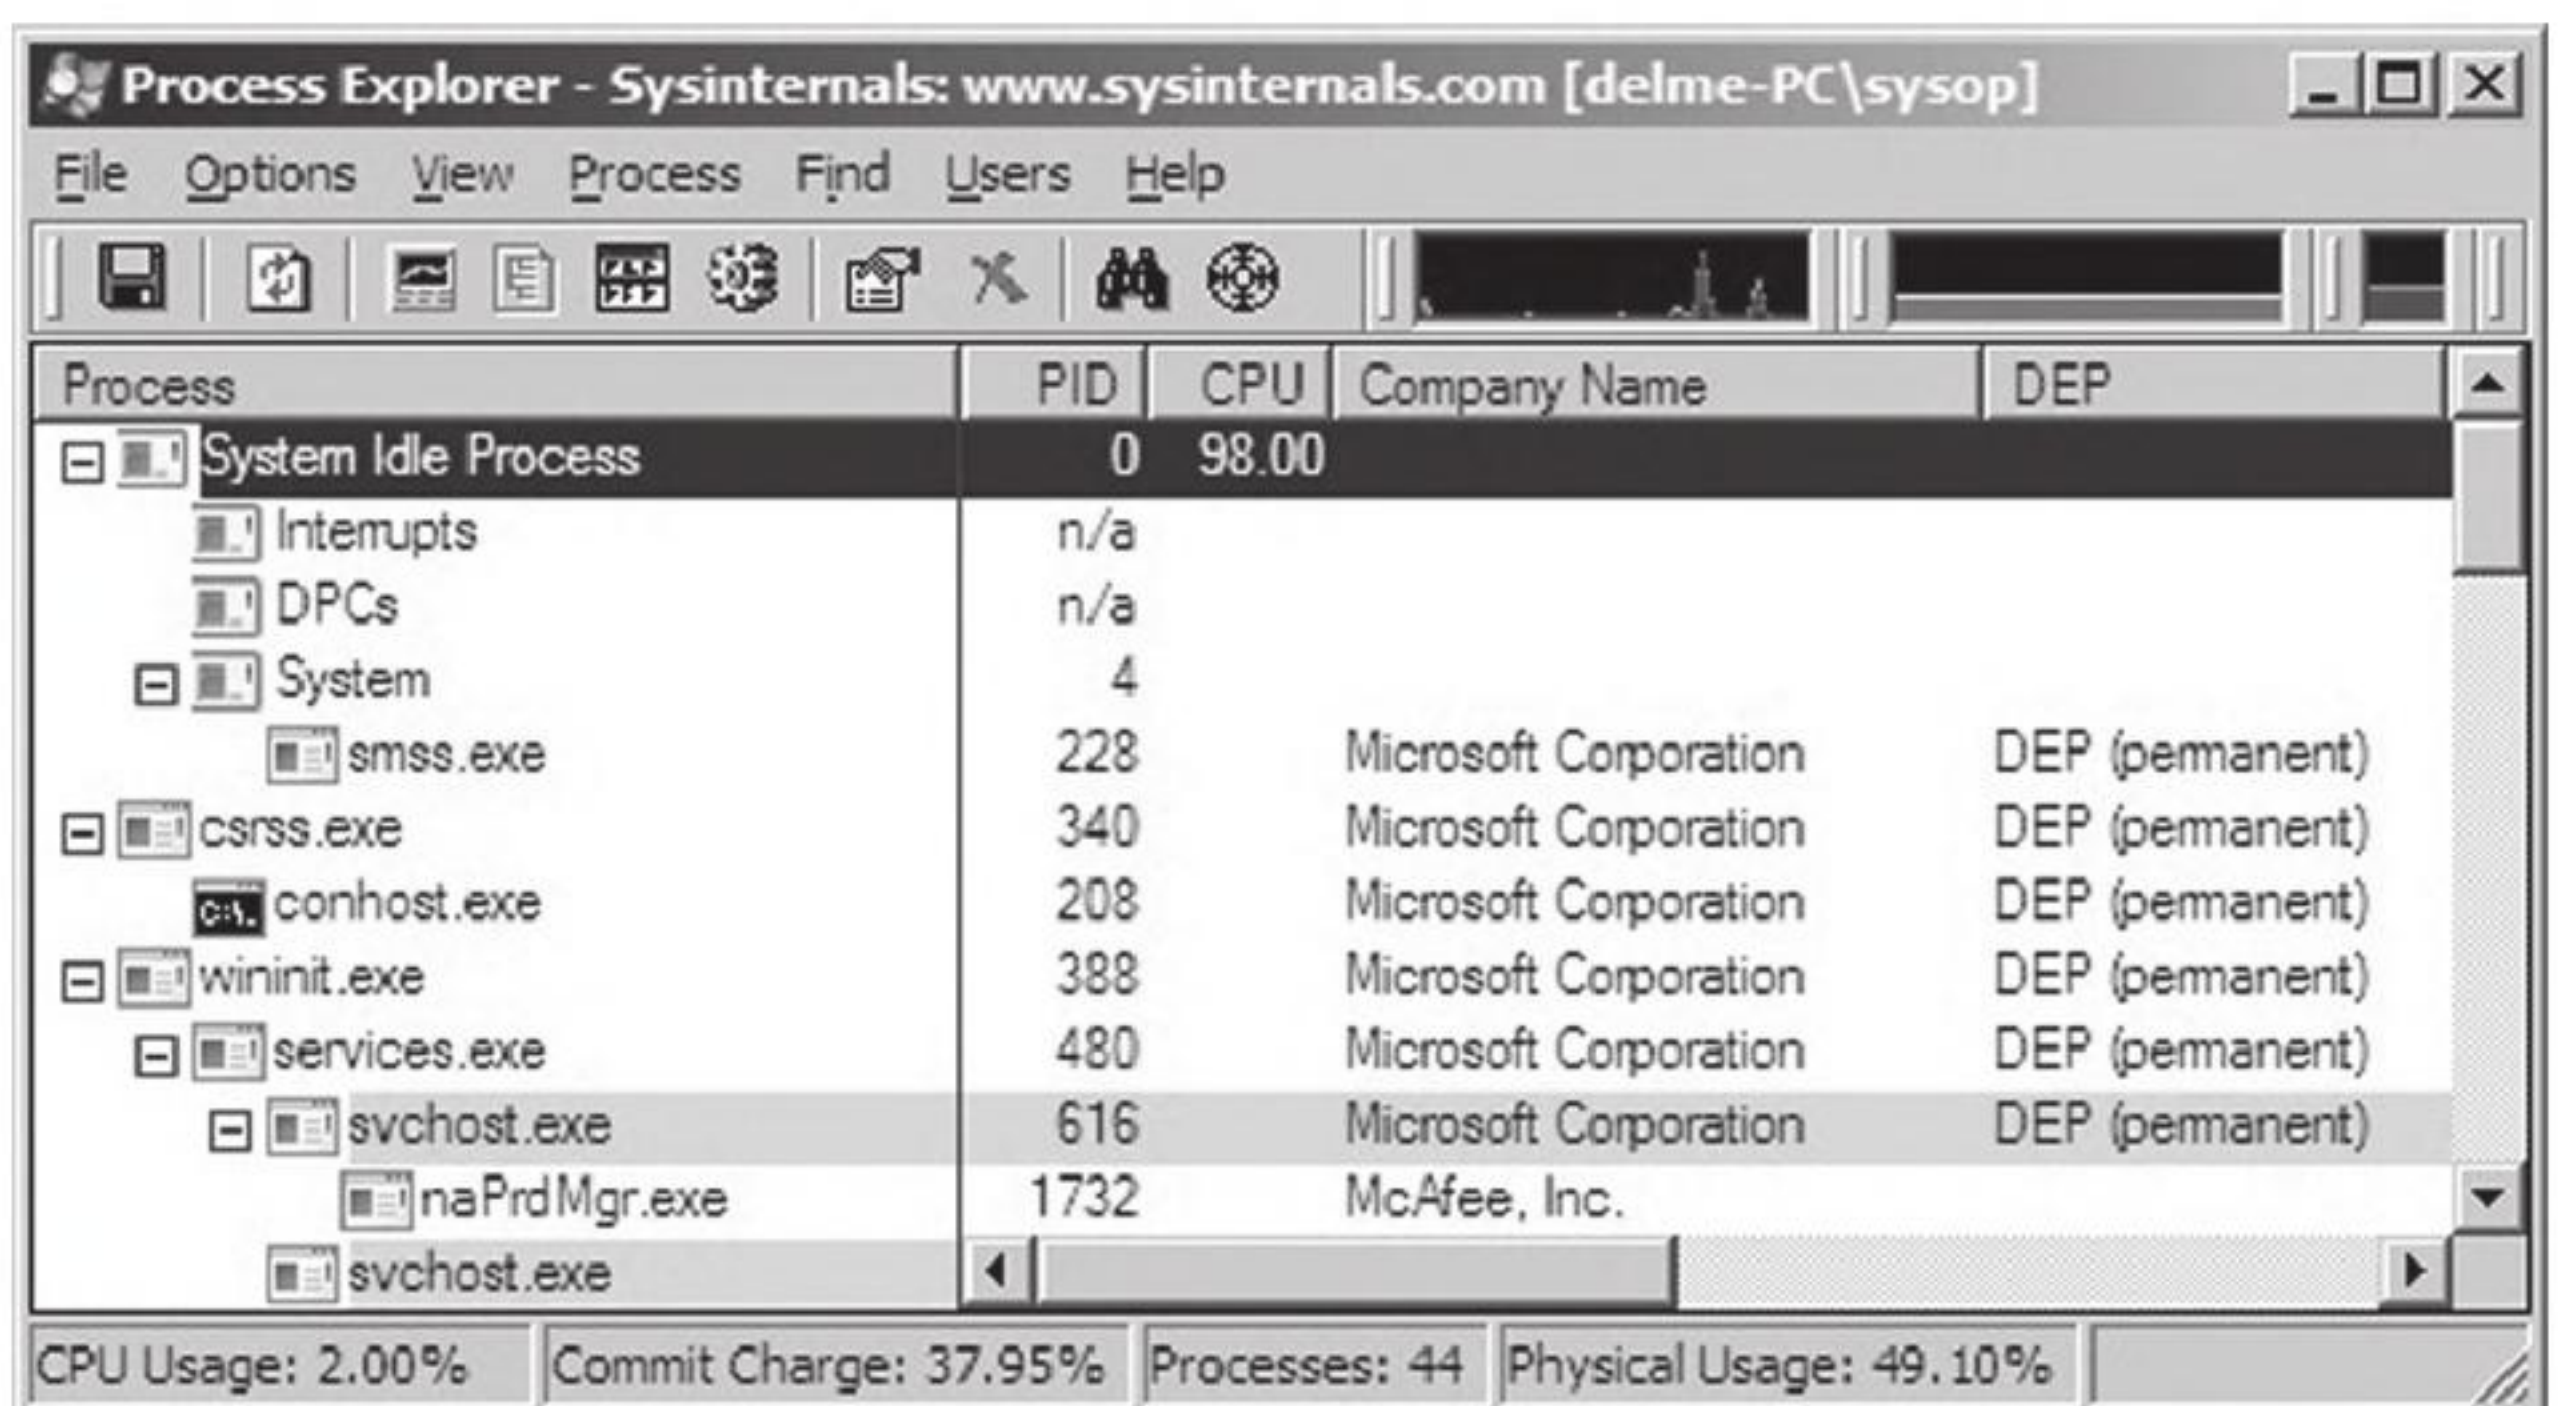 Process Explorer - Sysinternals: www.sysinternals.com [delme-PC\sysop]
File Options View Process Find Users Help
Process PID CPU Company Name DEP
System Idle Process 0 98.00
Interrupts n/a
DPCs n/a
System 4
smss.exe 228 Microsoft Corporation DEP (permanent)
csrss.exe 340 Microsoft Corporation DEP (permanent)
C:\. conhost.exe 208 Microsoft Corporation DEP (permanent)
wininit.exe 388 Microsoft Corporation DEP (permanent)
services.exe 480 Microsoft Corporation DEP (permanent)
svchost.exe 616 Microsoft Corporation DEP (permanent)
naPrdMgr.exe 1732 McAfee, Inc.
svchost.exe
CPU Usage: 2.00% Commit Charge: 37.95% Processes: 44 Physical Usage: 49.10%